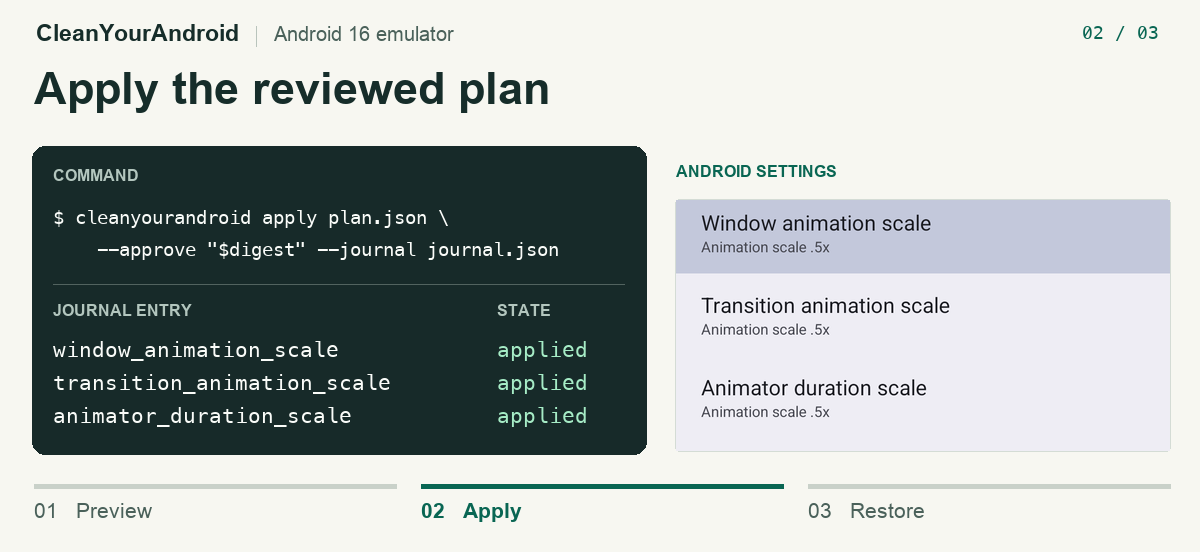 CleanYourAndroid | Android 16 emulator
02 / 03
Apply the reviewed plan
COMMAND
$ cleanyourandroid apply plan.json \
--approve "$digest" --journal journal.json
JOURNAL ENTRY STATE
window_animation_scale applied
transition_animation_scale applied
animator_duration_scale applied
ANDROID SETTINGS
Window animation scale
Animation scale .5x
Transition animation scale
Animation scale .5x
Animator duration scale
Animation scale .5x
01 Preview
02 Apply
03 Restore